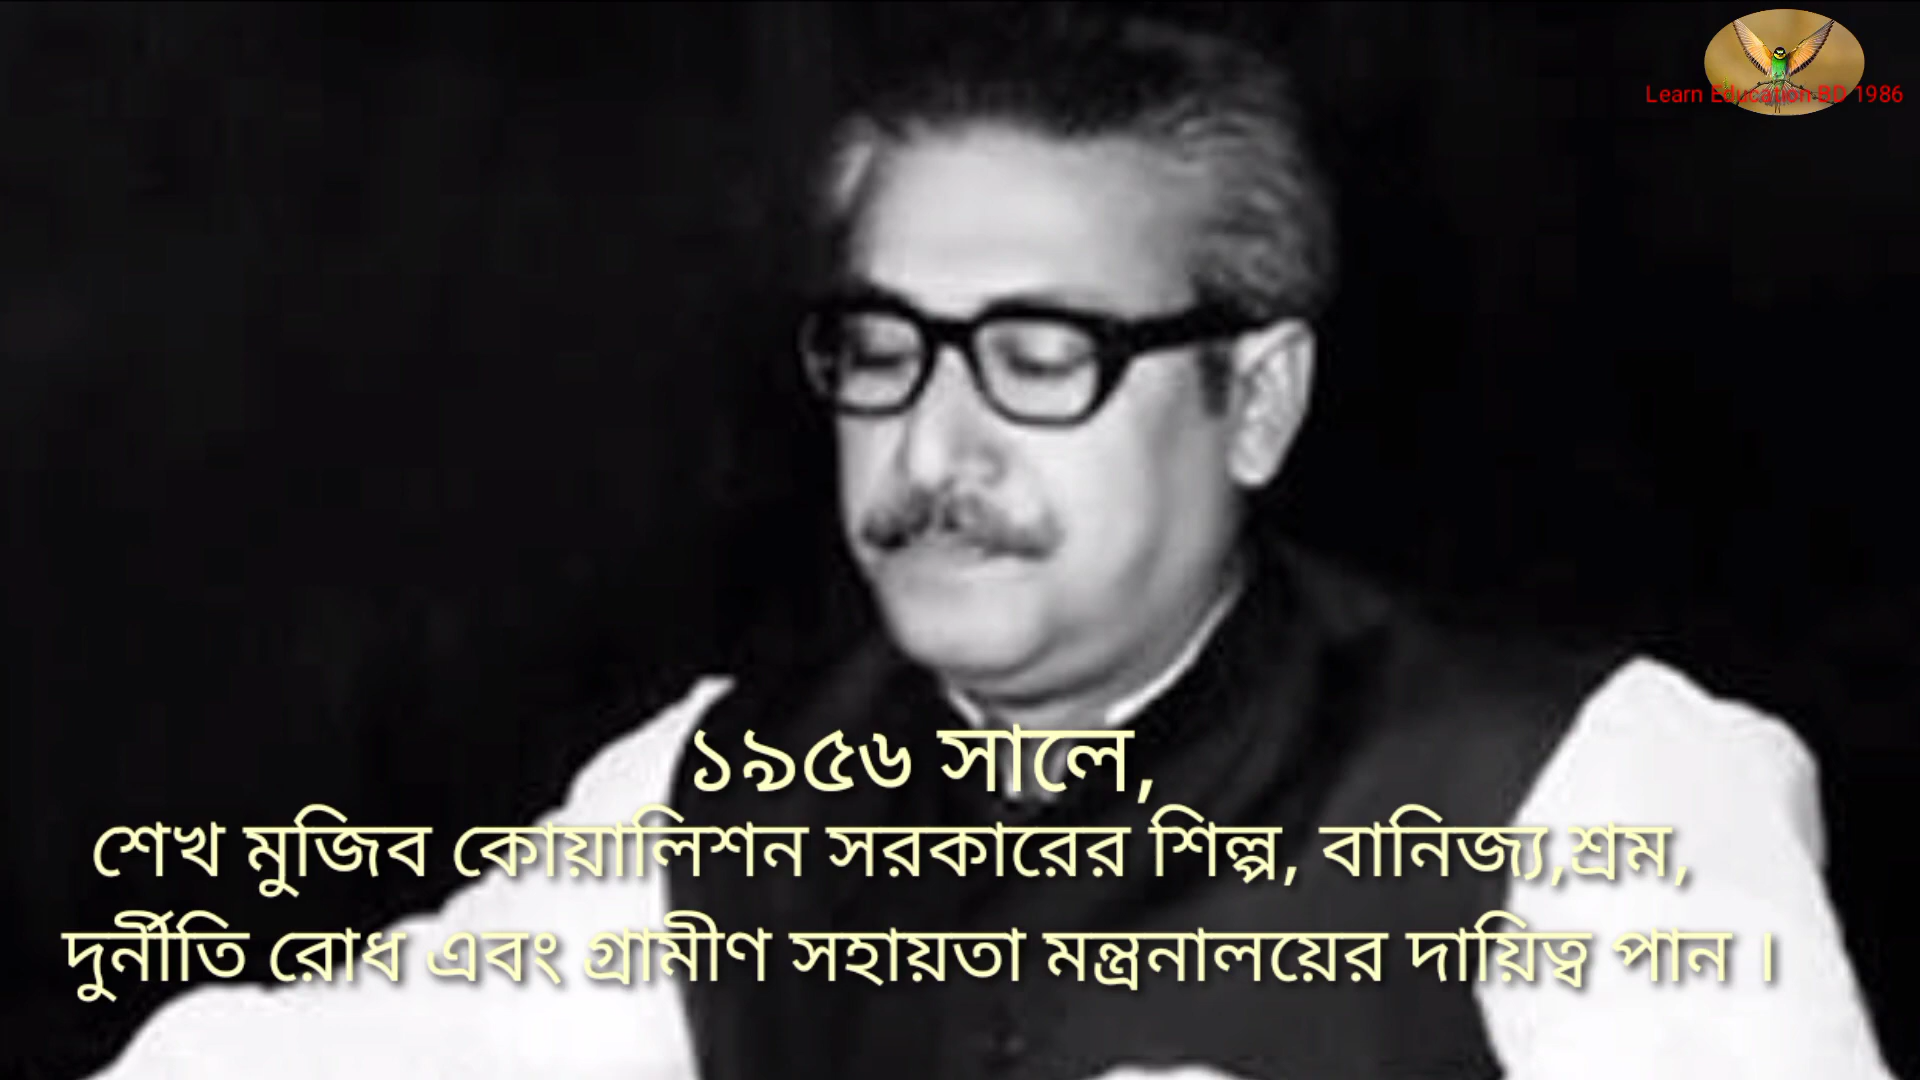 Learn Education BD 1986
১৯৫৬ সালে,
শেখ মুজিব কোয়ালিশন সরকারের শিল্প, বানিজ্য,শ্রম,
দুর্নীতি রোধ এবং গ্রামীণ সহায়তা মন্ত্রনালয়ের দায়িত্ব পান ।